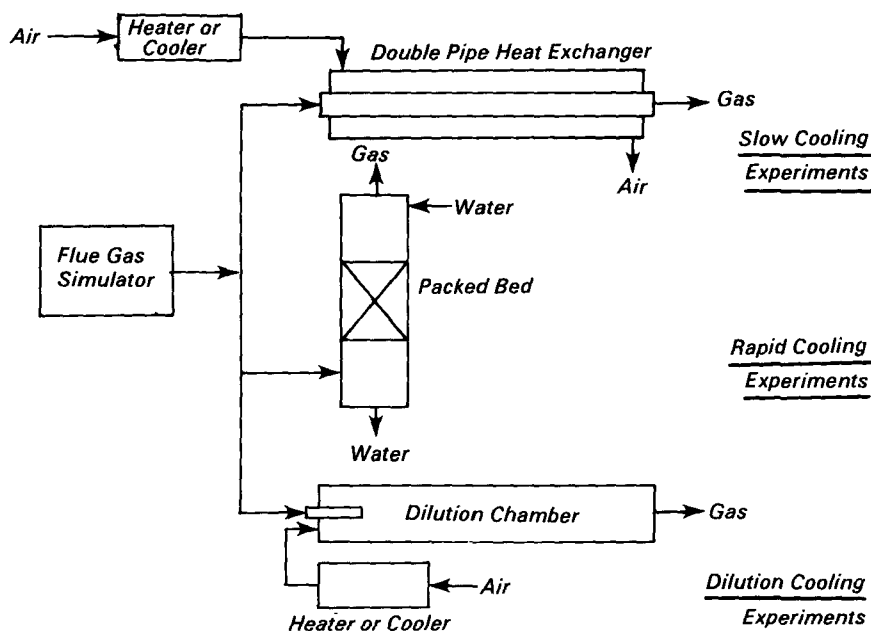 Air
Heater or
Cooler
Double Pipe Heat Exchanger
Gas
Slow Cooling
Experiments
Gas
Air
Water
Flue Gas
Simulator
Packed Bed
Rapid Cooling
Experiments
Water
Dilution Chamber
Gas
Air
Heater or Cooler
Dilution Cooling
Experiments